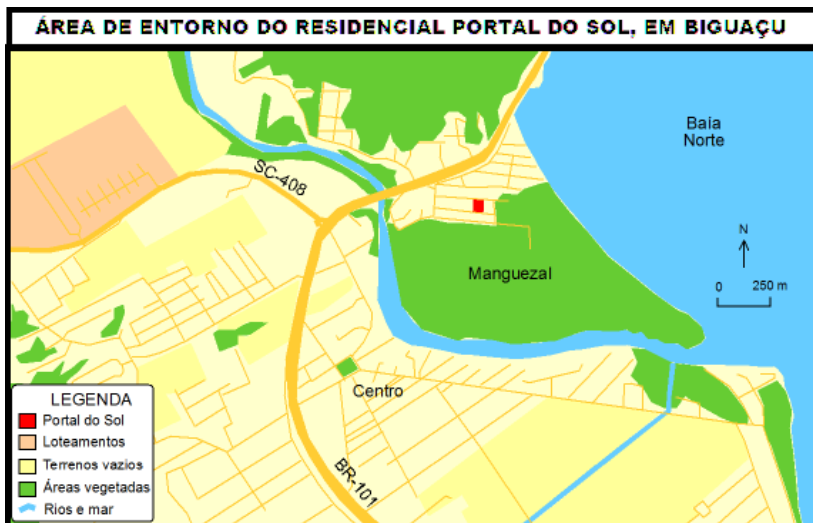 ÁREA DE ENTORNO DO RESIDENCIAL PORTAL DO SOL, EM BIGUAÇU
Baía
Norte
SC-408
N
Manguezal
0 250 m
Centro
BR-101
LEGENDA
Portal do Sol
Loteamentos
Terrenos vazios
Áreas vegetadas
Rios e mar